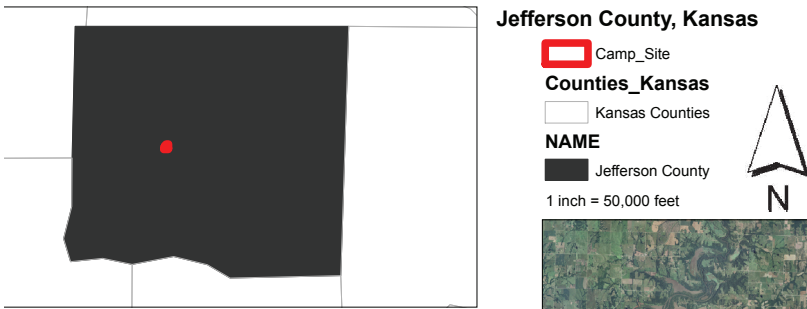 Jefferson County, Kansas
Camp_Site
Counties_Kansas
Kansas Counties
NAME
Jefferson County
1 inch = 50,000 feet
N